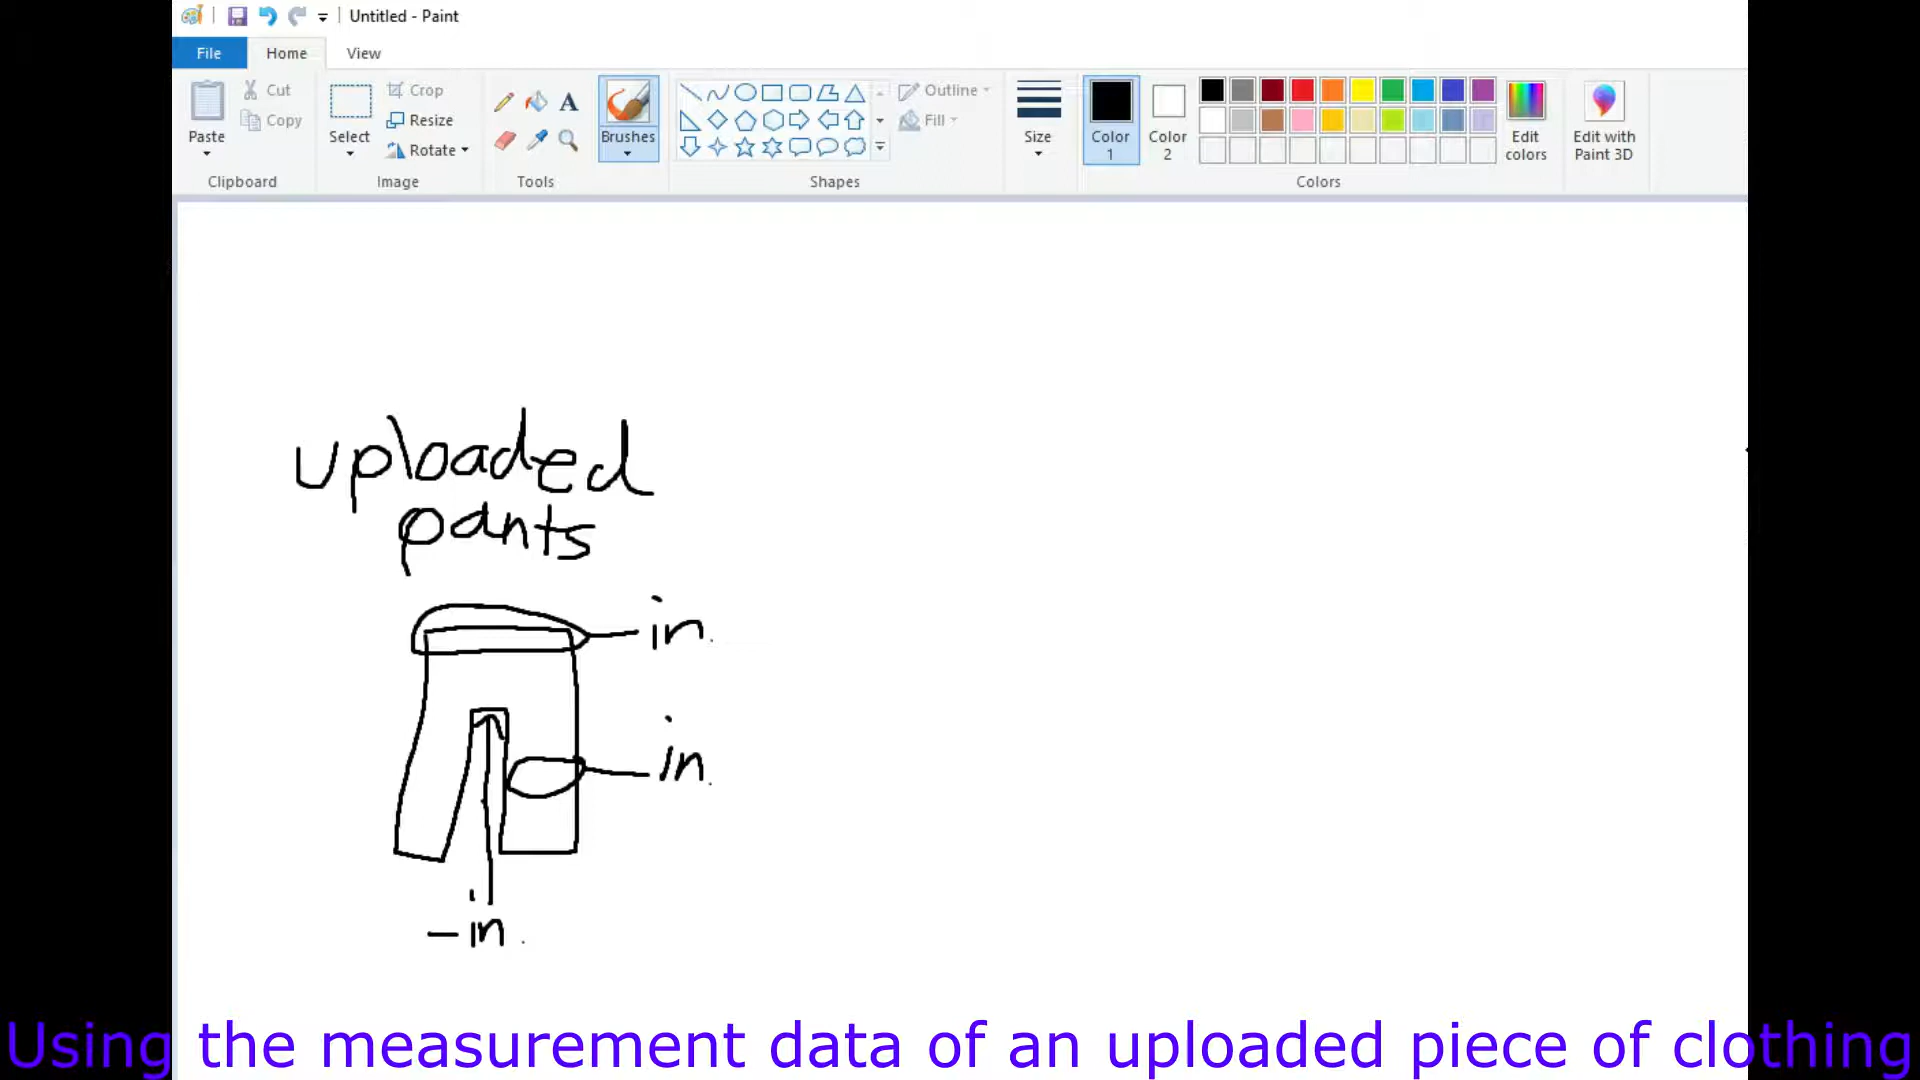 Untitled - Paint
File Home View
Paste
Cut
Copy
Clipboard
Select
Crop
Resize
Rotate
Image
Tools
Brushes
Shapes
Outline
Fill
Size
Color 1
Color 2
Colors
Edit colors
Edit with Paint 3D
uploaded
pants
in.
in.
-in.
Using the measurement data of an uploaded piece of clothing